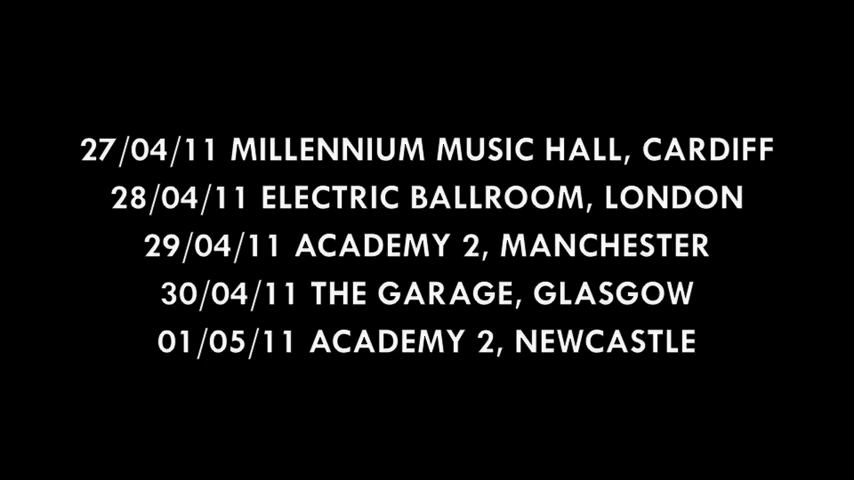 27/04/11 MILLENNIUM MUSIC HALL, CARDIFF
28/04/11 ELECTRIC BALLROOM, LONDON
29/04/11 ACADEMY 2, MANCHESTER
30/04/11 THE GARAGE, GLASGOW
01/05/11 ACADEMY 2, NEWCASTLE